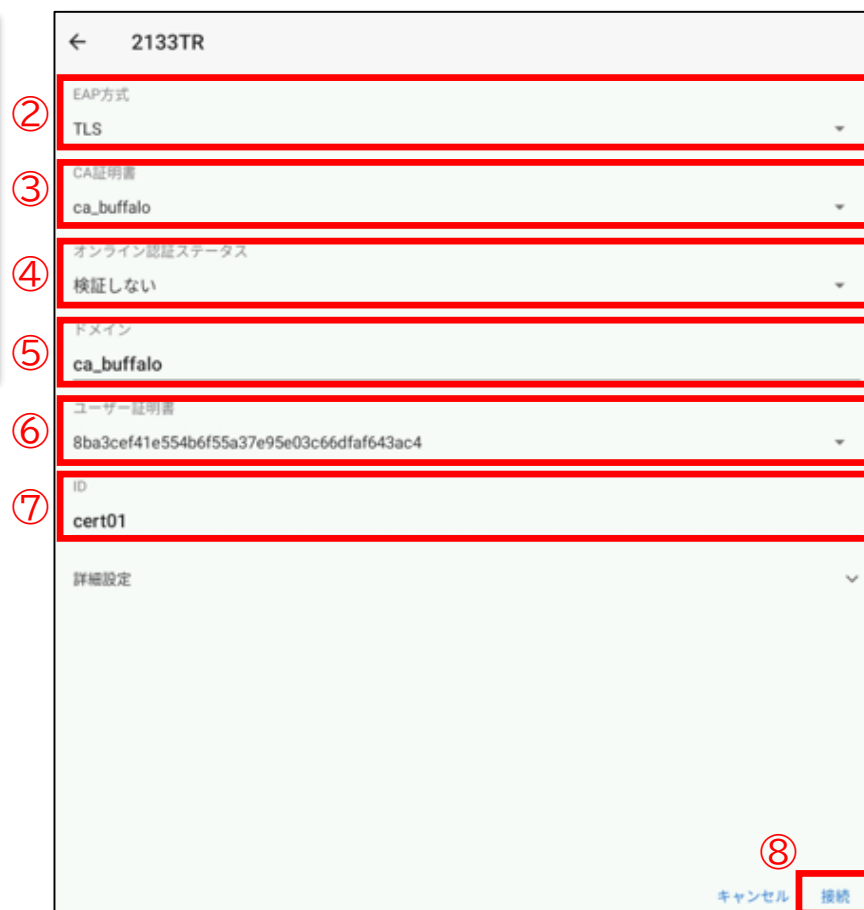 ← 2133TR
② EAP方式
TLS
③ CA証明書
ca_buffalo
④ オンライン認証ステータス
検証しない
⑤ ドメイン
ca_buffalo
⑥ ユーザー証明書
8ba3cef41e554b6f55a37e95e03c66dfaf643ac4
⑦ ID
cert01
詳細設定
⑧
キャンセル 接続